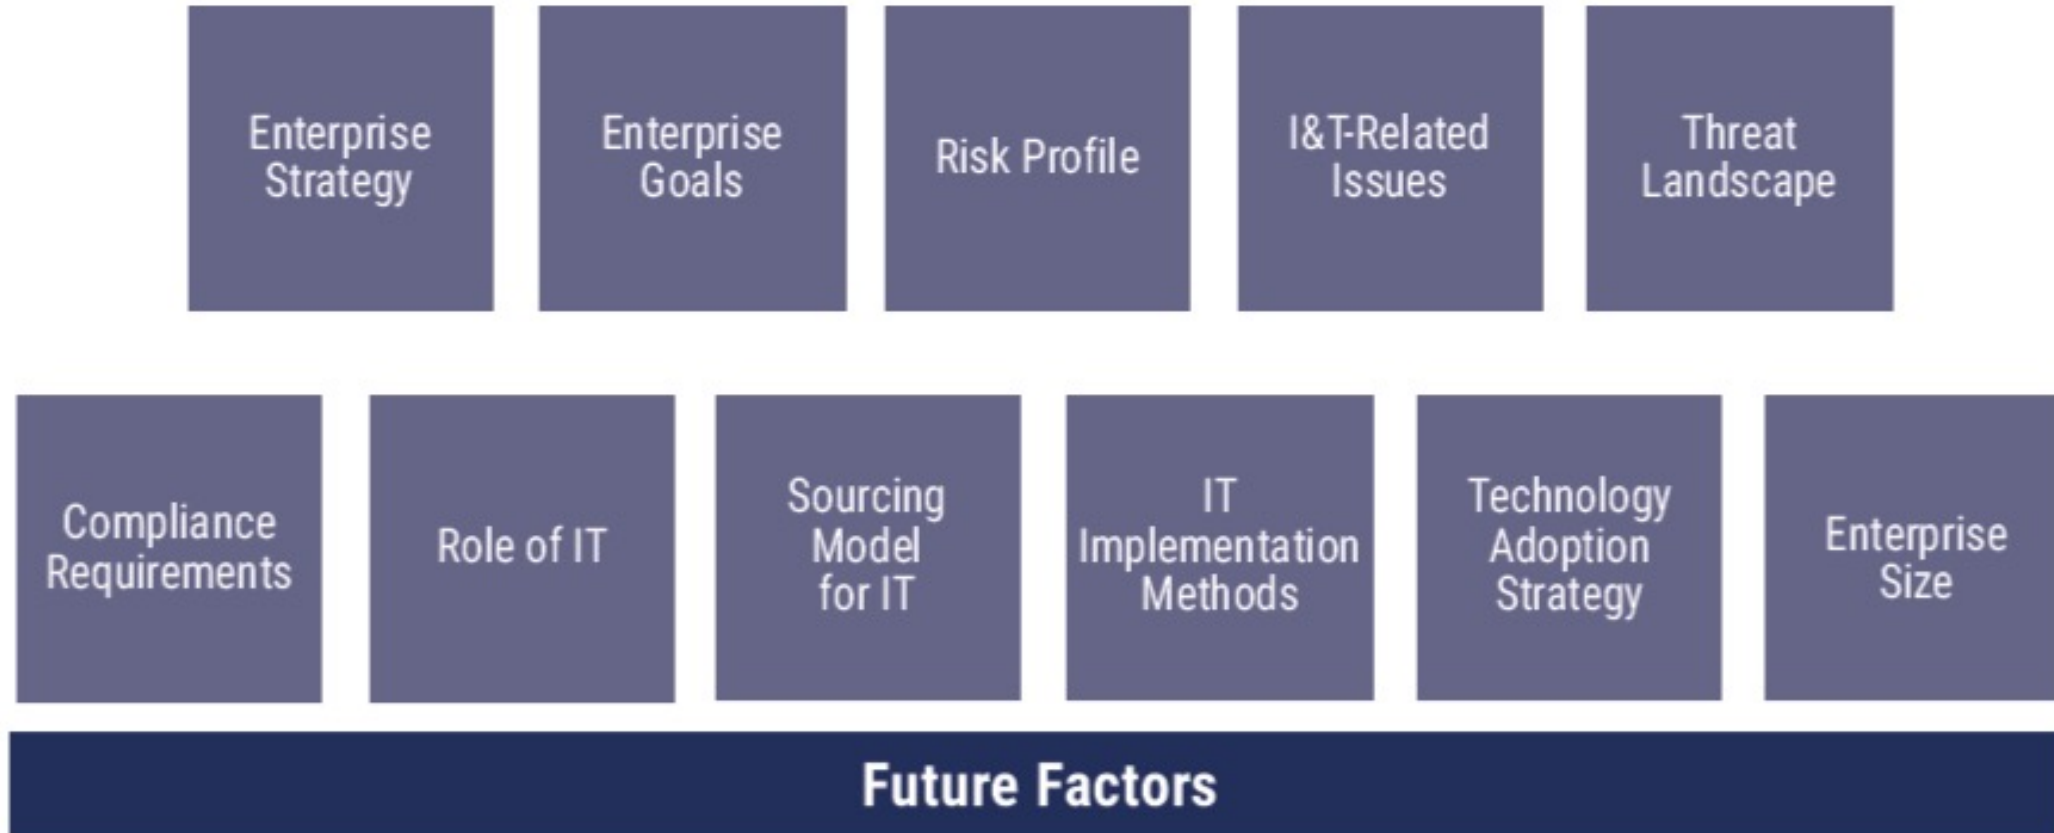 Enterprise
Strategy
Enterprise
Goals
Risk Profile
I&T-Related
Issues
Threat
Landscape
Compliance
Requirements
Role of IT
Sourcing
Model
for IT
IT
Implementation
Methods
Technology
Adoption
Strategy
Enterprise
Size
Future Factors